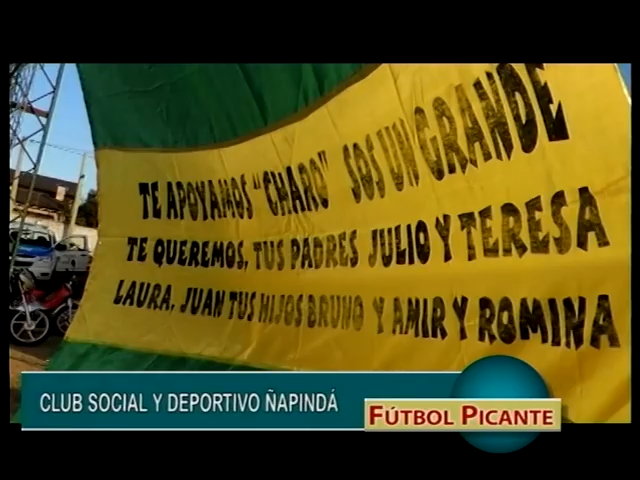 TE APOYAMOS "CHARO" SOS UN GRANDE
TE QUEREMOS, TUS PADRES JULIO Y TERESA
LAURA, JUAN TUS HIJOS BRUNO Y AMIR Y ROMINA
CLUB SOCIAL Y DEPORTIVO ÑAPINDÁ
FÚTBOL PICANTE